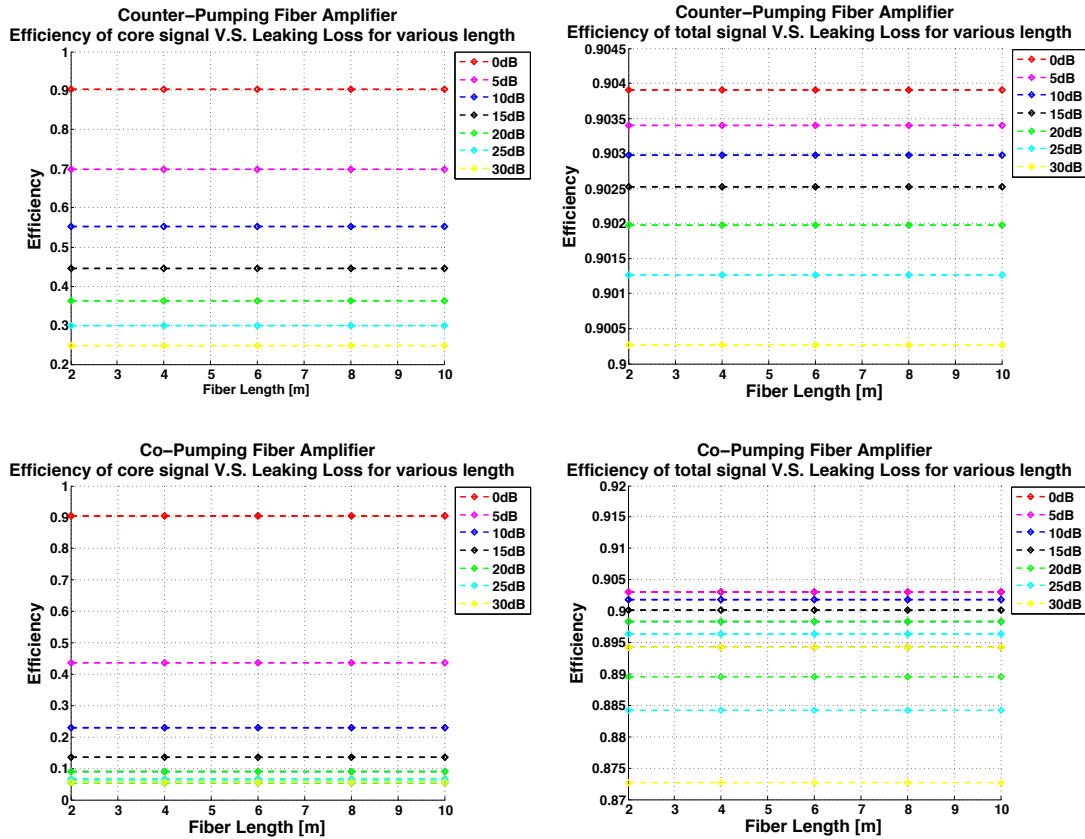 Counter-Pumping Fiber Amplifier
Efficiency of core signal V.S. Leaking Loss for various length
1
0.9
0.8
0.7
0.6
0.5
0.4
0.3
0.2
Efficiency
2 3 4 5 6 7 8 9 10
Fiber Length [m]
0dB
5dB
10dB
15dB
20dB
25dB
30dB
Counter-Pumping Fiber Amplifier
Efficiency of total signal V.S. Leaking Loss for various length
0.9045
0.904
0.9035
0.903
0.9025
0.902
0.9015
0.901
0.9005
0.9
Efficiency
2 3 4 5 6 7 8 9 10
Fiber Length [m]
0dB
5dB
10dB
15dB
20dB
25dB
30dB
Co-Pumping Fiber Amplifier
Efficiency of core signal V.S. Leaking Loss for various length
1
0.9
0.8
0.7
0.6
0.5
0.4
0.3
0.2
0.1
0
Efficiency
2 3 4 5 6 7 8 9 10
Fiber Length [m]
0dB
5dB
10dB
15dB
20dB
25dB
30dB
Co-Pumping Fiber Amplifier
Efficiency of total signal V.S. Leaking Loss for various length
0.92
0.915
0.91
0.905
0.9
0.895
0.89
0.885
0.88
0.875
0.87
Efficiency
2 3 4 5 6 7 8 9 10
Fiber Length [m]
0dB
5dB
10dB
15dB
20dB
25dB
30dB